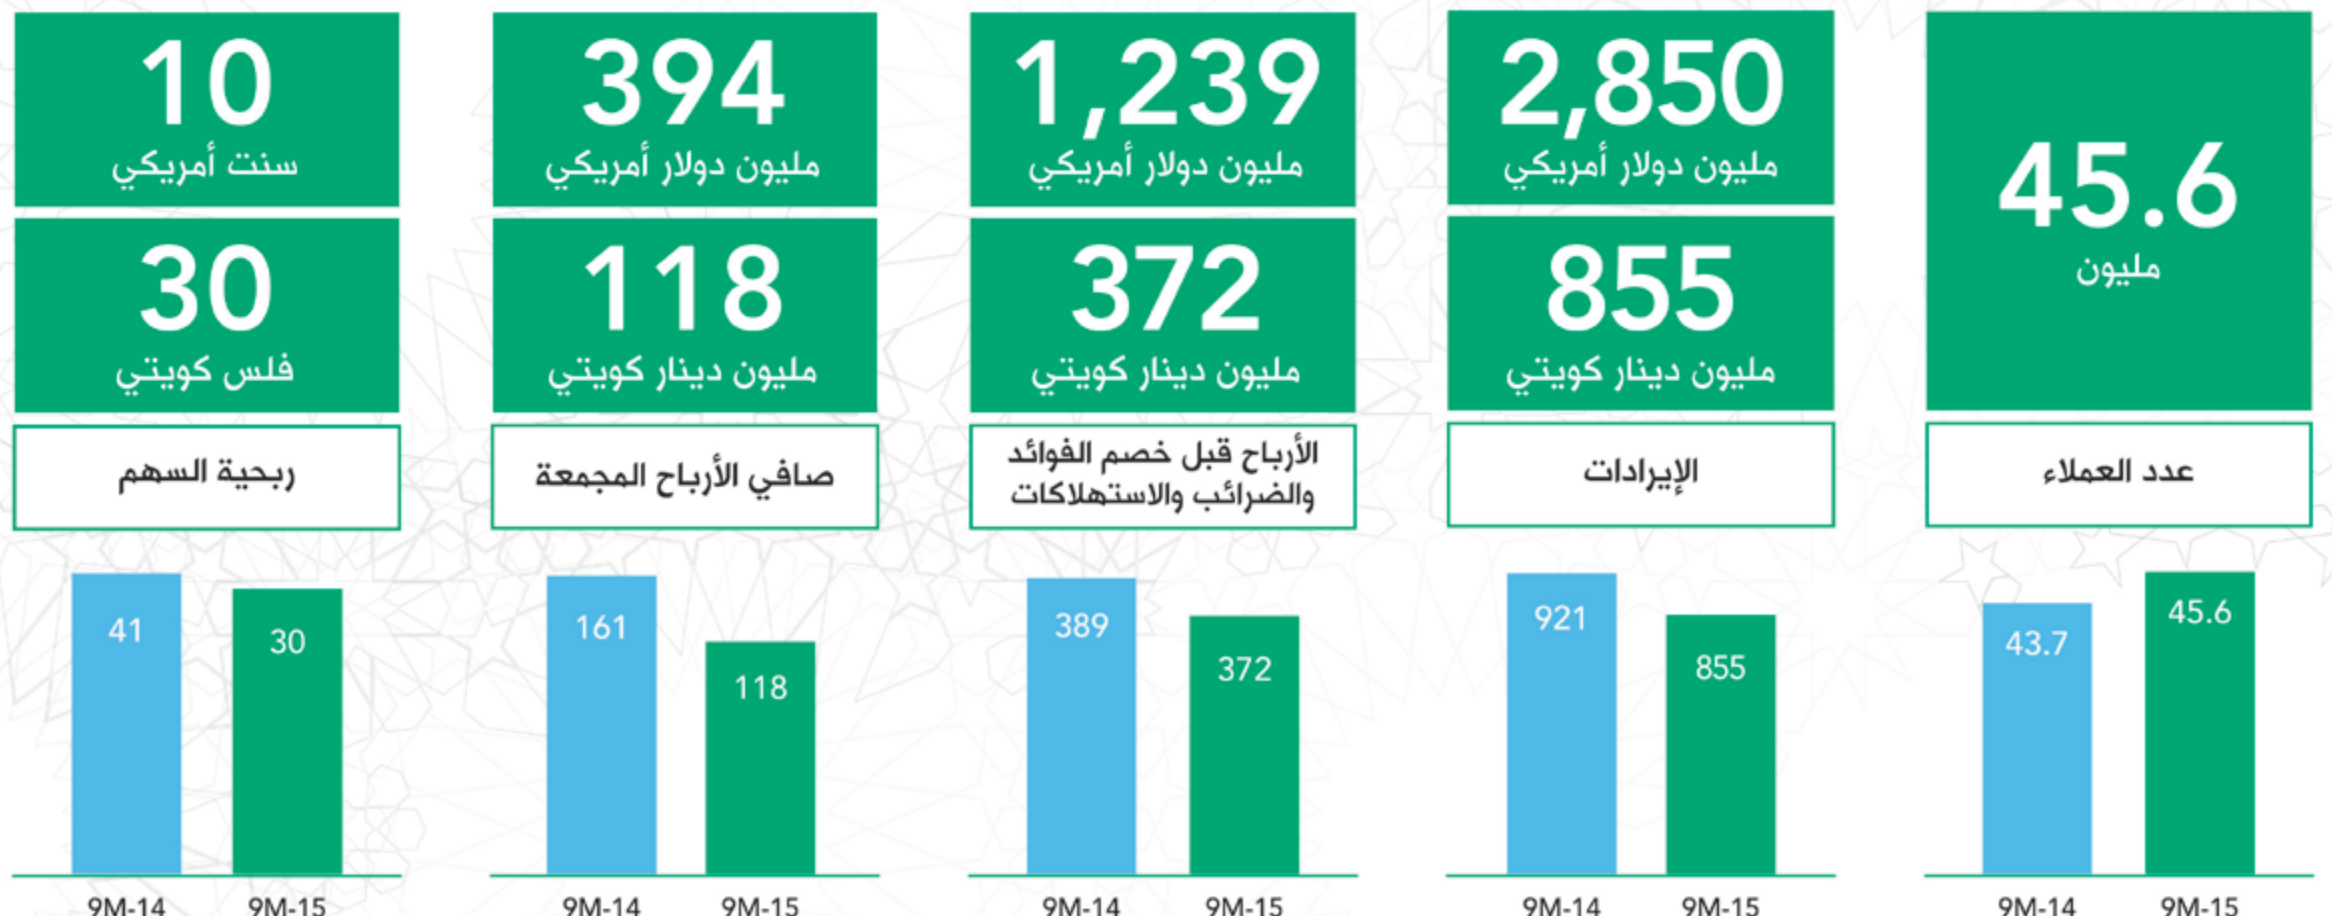 45.6
مليون
عدد العملاء
45.6
43.7
9M-15
9M-14
2,850
مليون دولار أمريكي
855
مليون دينار كويتي
الإيرادات
921
855
9M-14
9M-15
1,239
مليون دولار أمريكي
372
مليون دينار كويتي
الأرباح قبل خصم الفوائد
والضرائب والاستهلاكات
389
372
9M-14
9M-15
394
مليون دولار أمريكي
118
مليون دينار كويتي
صافي الأرباح المجمعة
161
118
9M-14
9M-15
10
سنت أمريكي
30
فلس كويتي
ربحية السهم
41
30
9M-14
9M-15